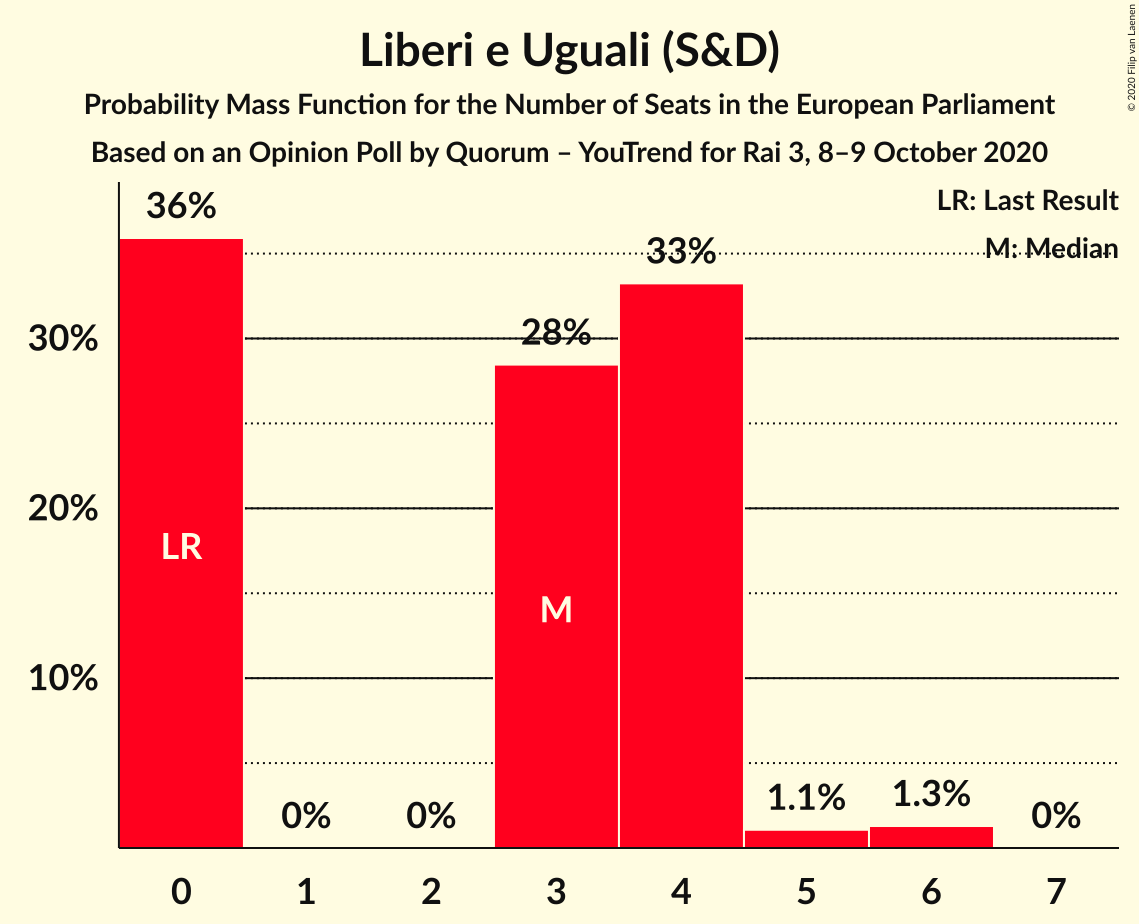 Liberi e Uguali (S&D)
Probability Mass Function for the Number of Seats in the European Parliament
Based on an Opinion Poll by Quorum – YouTrend for Rai 3, 8–9 October 2020
© 2020 Filip van Laenen
LR: Last Result
M: Median
36%
33%
28%
30%
20%
10%
LR
M
0%
0%
1.1%
1.3%
0%
0 1 2 3 4 5 6 7